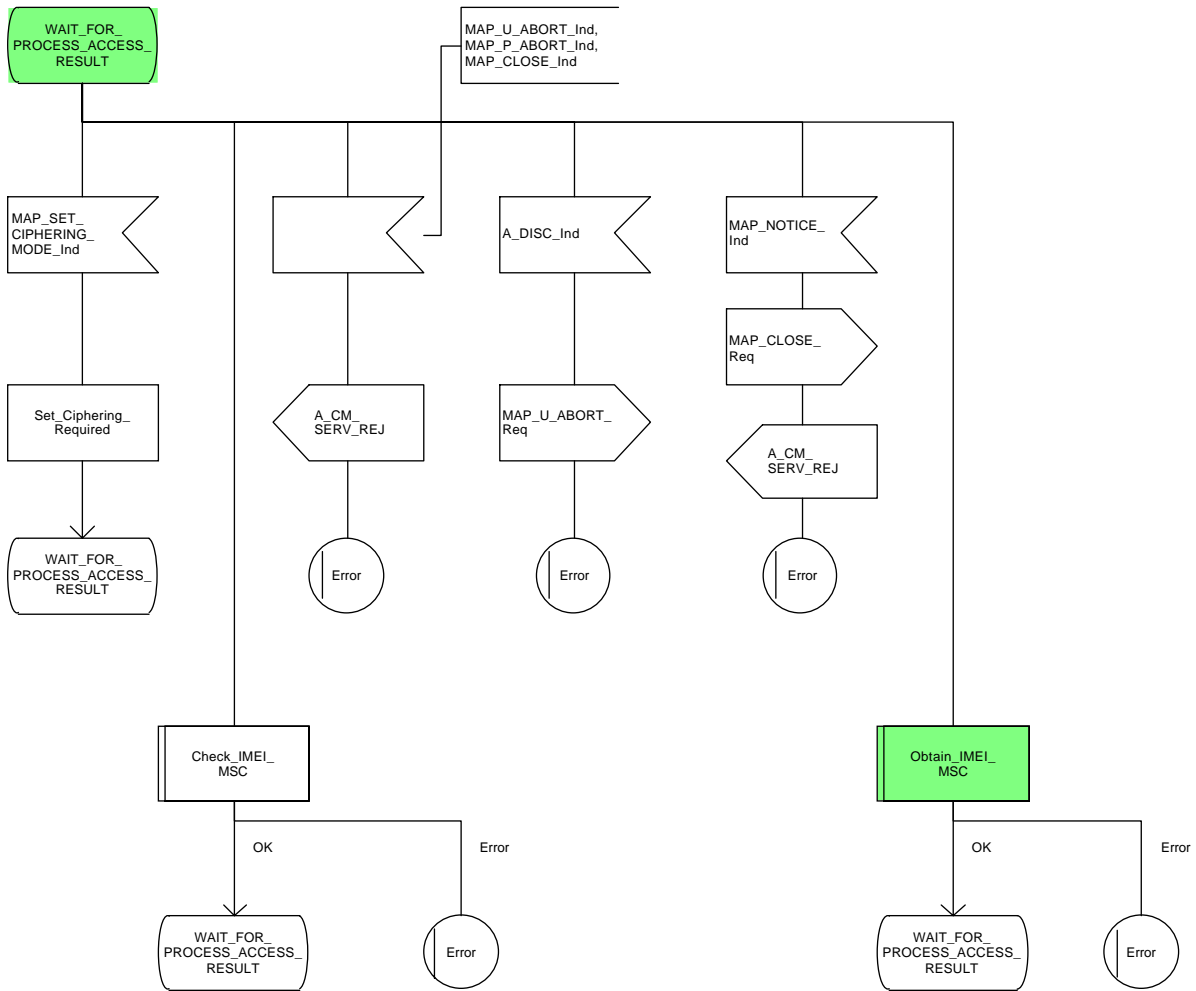 WAIT_FOR_
PROCESS_ACCESS_
RESULT
MAP_U_ABORT_Ind,
MAP_P_ABORT_Ind,
MAP_CLOSE_Ind
MAP_SET_
CIPHERING_
MODE_Ind
A_DISC_Ind
MAP_NOTICE_
Ind
MAP_CLOSE_
Req
Set_Ciphering_
Required
A_CM_
SERV_REJ
MAP_U_ABORT_
Req
A_CM_
SERV_REJ
WAIT_FOR_
PROCESS_ACCESS_
RESULT
Error
Error
Error
Check_IMEI_
MSC
Obtain_IMEI_
MSC
OK
Error
OK
Error
WAIT_FOR_
PROCESS_ACCESS_
RESULT
Error
WAIT_FOR_
PROCESS_ACCESS_
RESULT
Error